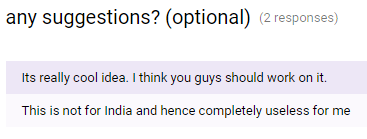 any suggestions? (optional) (2 responses)
Its really cool idea. I think you guys should work on it.
This is not for India and hence completely useless for me